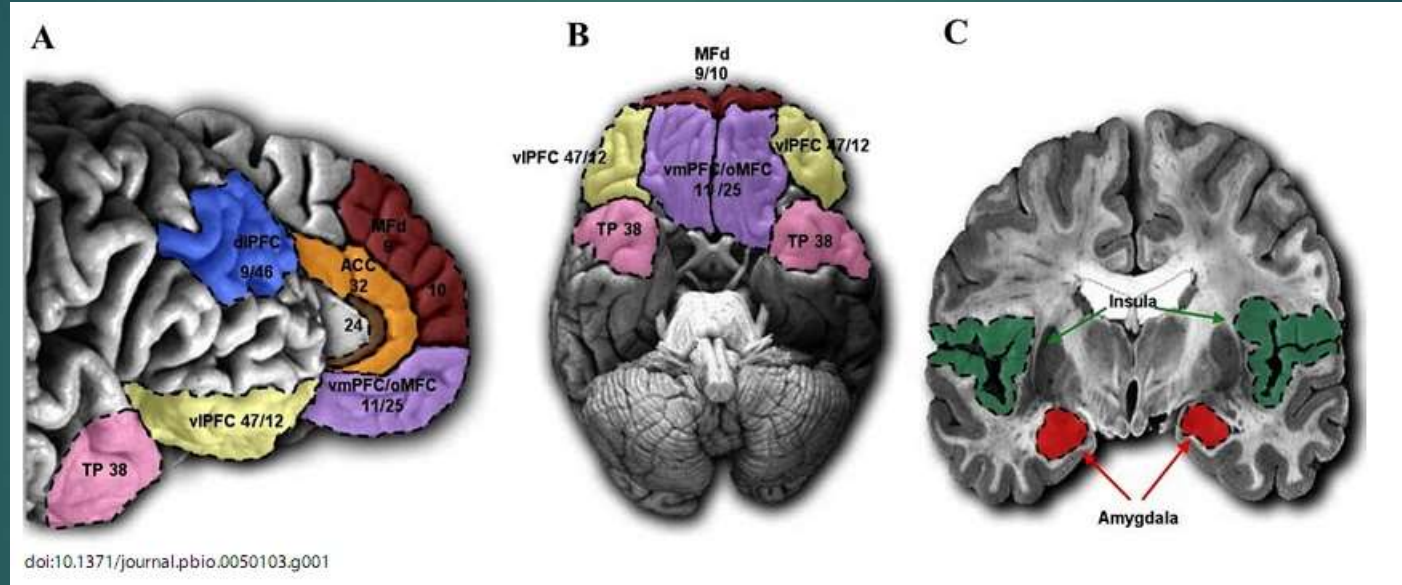 A
dlPFC
9/46
MFd
9
ACC
32
10
24
vmPFC/oMFC
11/25
vlPFC 47/12
TP 38
B
MFd
9/10
vlPFC 47/12
vlPFC 47/12
vmPFC/oMFC
11/25
TP 38
TP 38
C
Insula
Amygdala
doi:10.1371/journal.pbio.0050103.g001